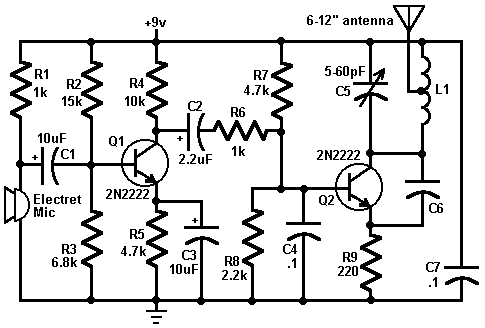 +9v
6-12" antenna
R1
1k
R2
15k
R4
10k
R7
4.7k
5-60pF
C5
L1
10uF
+
C1
Q1
+
C2
2.2uF
R6
1k
2N2222
2N2222
Electret
Mic
Q2
C6
R3
6.8k
R5
4.7k
+
C3
10uF
R8
2.2k
C4
.1
R9
220
C7
.1